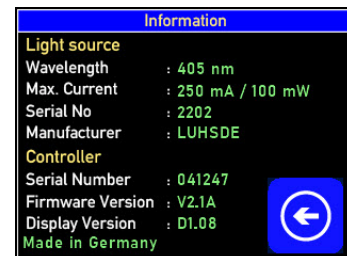 Information
Light source
Wavelength : 405 nm
Max. Current : 250 mA / 100 mW
Serial No : 2202
Manufacturer : LUHSDE
Controller
Serial Number : 041247
Firmware Version : V2.1A
Display Version : D1.08
Made in Germany